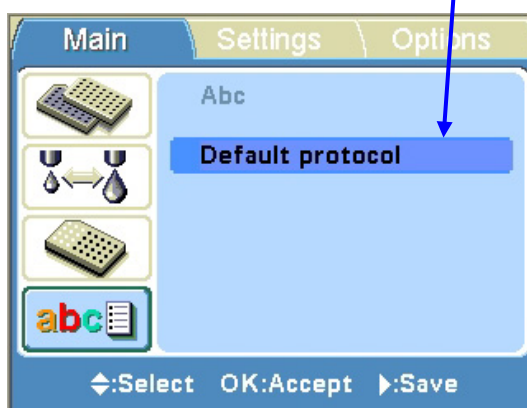 Main Settings Options
Abc
Default protocol
abc
:Select OK:Accept :Save